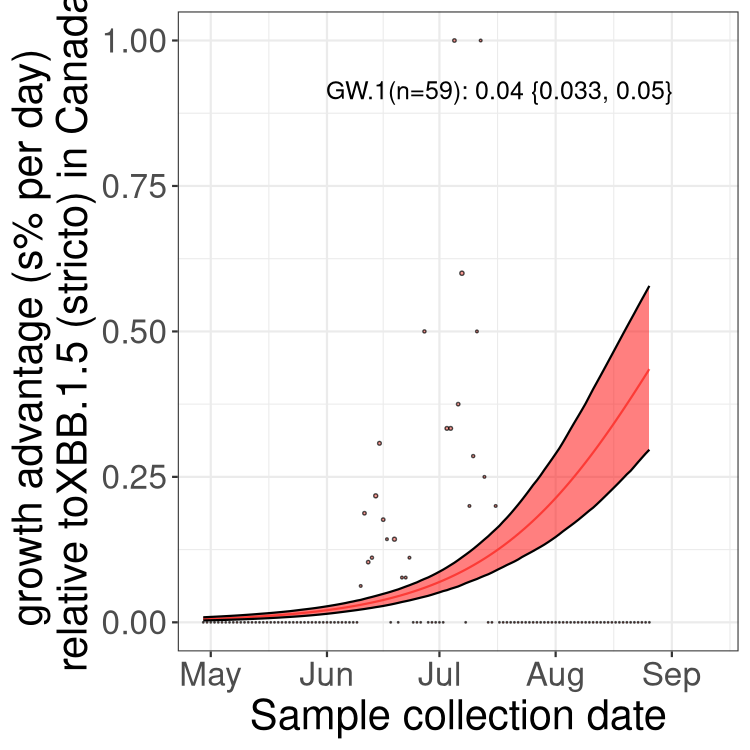 growth advantage (s% per day)
relative toXBB.1.5 (stricto) in Canada
1.00
0.75
0.50
0.25
0.00
GW.1(n=59): 0.04 {0.033, 0.05}
May Jun Jul Aug Sep
Sample collection date